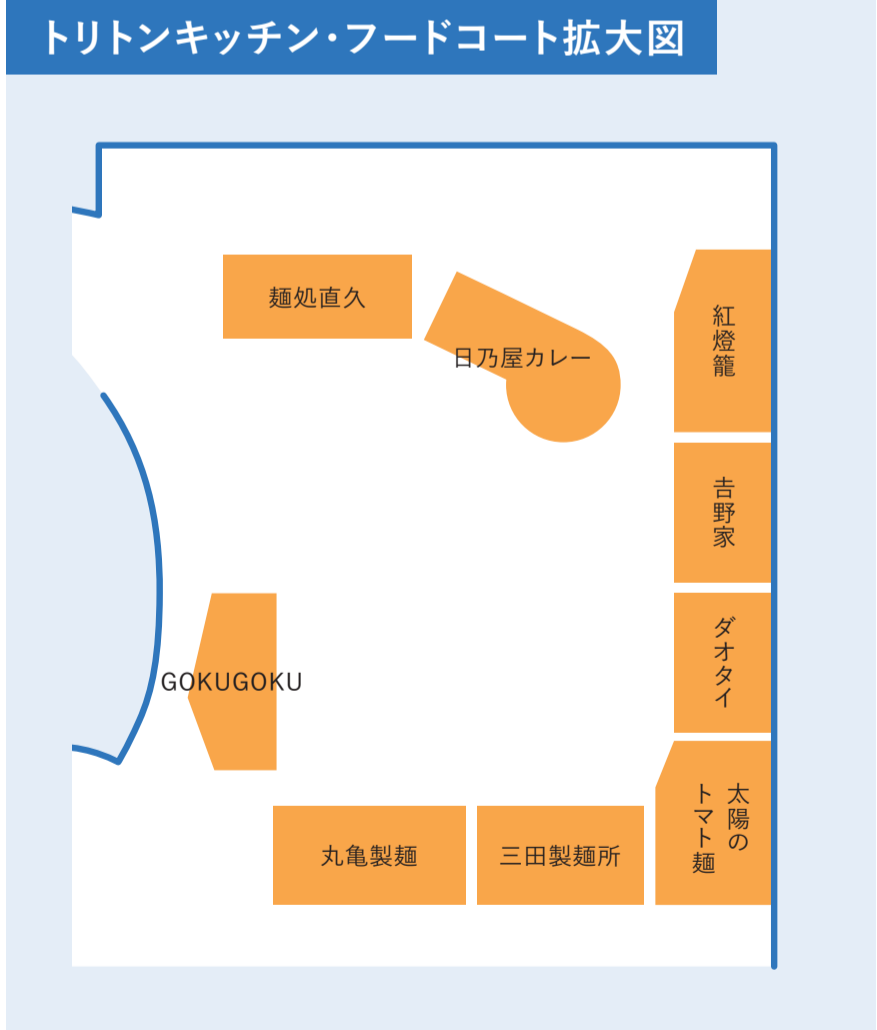 トリトンキッチン・フードコート拡大図
麺処直久
日乃屋カレー
紅燈籠
𠮷野家
ダオタイ
GOKUGOKU
太陽の
トマト麺
丸亀製麺
三田製麺所